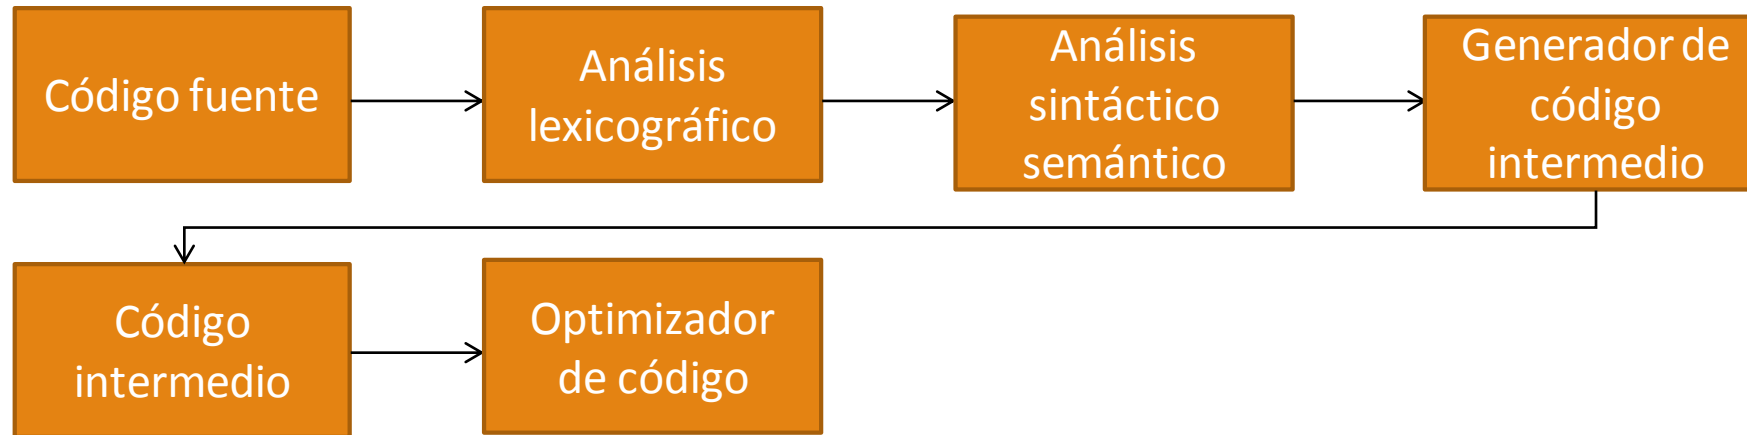 Código fuente
Análisis
lexicográfico
Análisis
sintáctico
semántico
Generador de
código
intermedio
Código
intermedio
Optimizador
de código